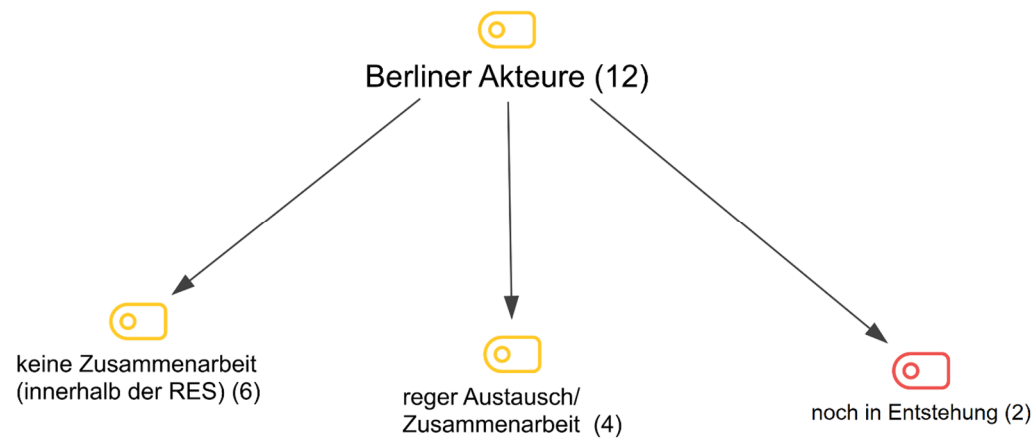 Berliner Akteure (12)
keine Zusammenarbeit
(innerhalb der RES) (6)
reger Austausch/
Zusammenarbeit (4)
noch in Entstehung (2)